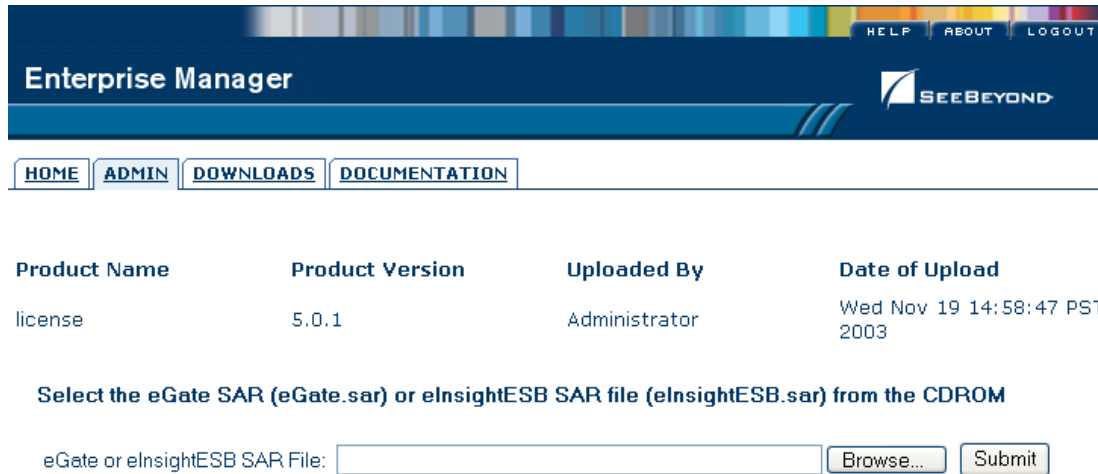 HELP ABOUT LOGOUT
Enterprise Manager
SEEBEYOND
HOME ADMIN DOWNLOADS DOCUMENTATION
Product Name Product Version Uploaded By Date of Upload
license 5.0.1 Administrator Wed Nov 19 14:58:47 PST
2003
Select the eGate SAR (eGate.sar) or eInsightESB SAR file (eInsightESB.sar) from the CDROM
eGate or eInsightESB SAR File: Browse... Submit